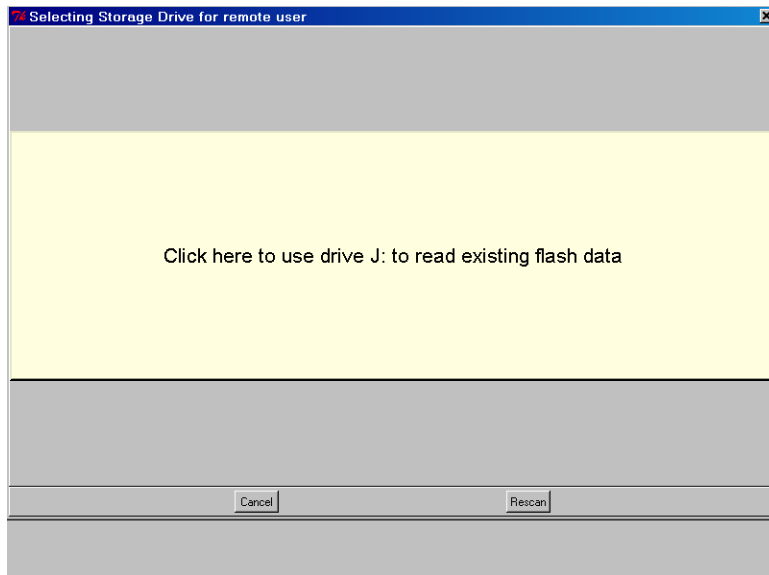 Selecting Storage Drive for remote user
Click here to use drive J: to read existing flash data
Cancel
Rescan